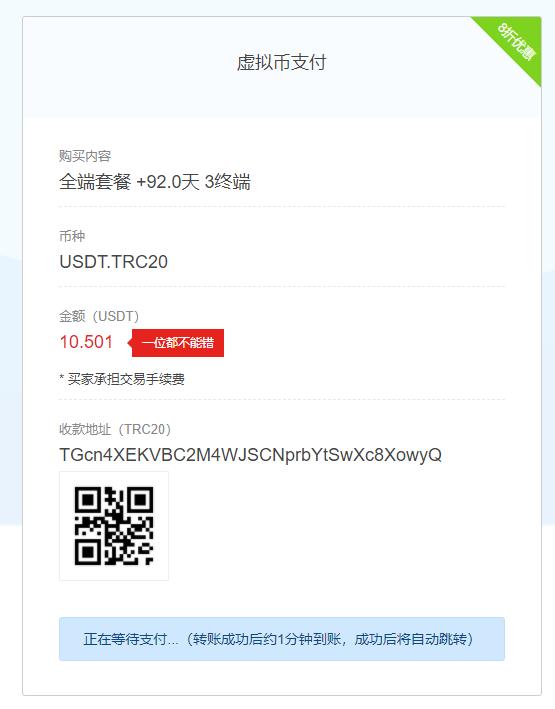 8折优惠
虚拟币支付
购买内容
全端套餐 +92.0天 3终端
币种
USDT.TRC20
金额（USDT）
10.501 一位都不能错
* 买家承担交易手续费
收款地址（TRC20）
TGcn4XEKVBC2M4WJSCNprbYtSwXc8XowyQ
正在等待支付...（转账成功后约1分钟到账，成功后将自动跳转）